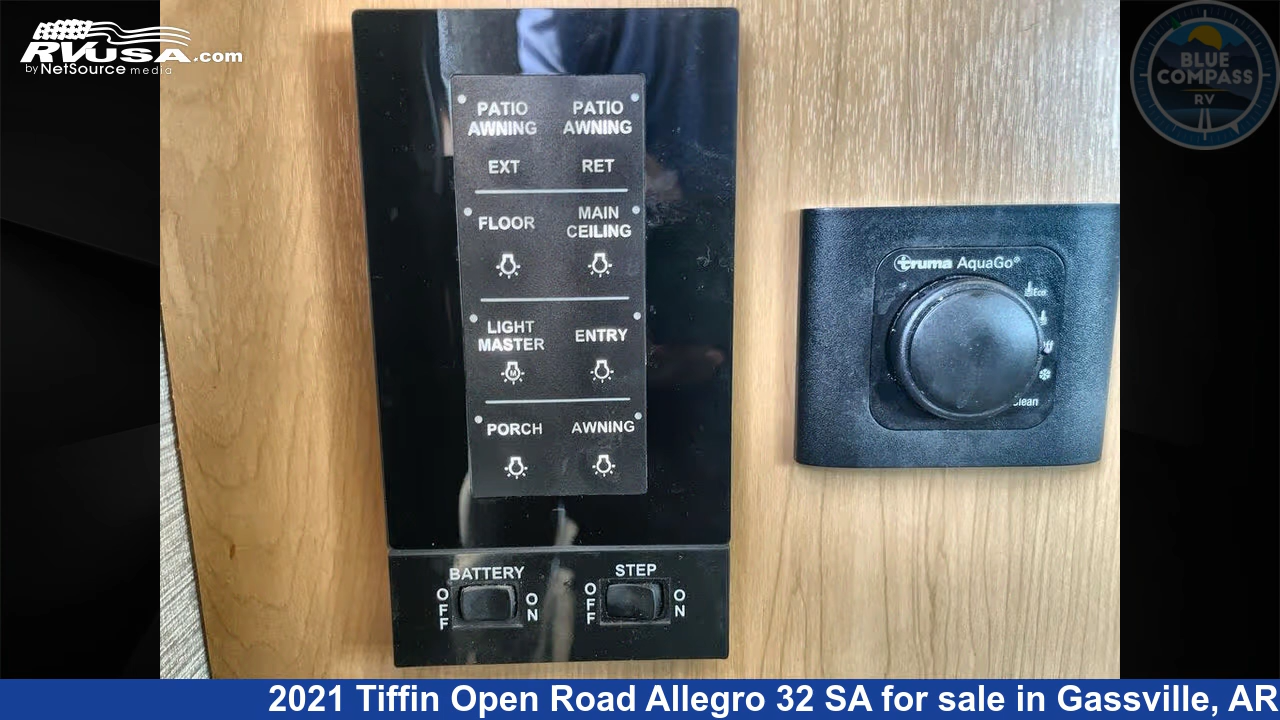 RVUSA.com
by NetSource media
BLUE
COMPASS
RV
PATIO
AWNING
EXT
PATIO
AWNING
RET
FLOOR
MAIN
CEILING
LIGHT
MASTER
M
ENTRY
PORCH
AWNING
BATTERY
OFF
ON
STEP
OFF
ON
truma AquaGo®
Eco
2021 Tiffin Open Road Allegro 32 SA for sale in Gassville, AR